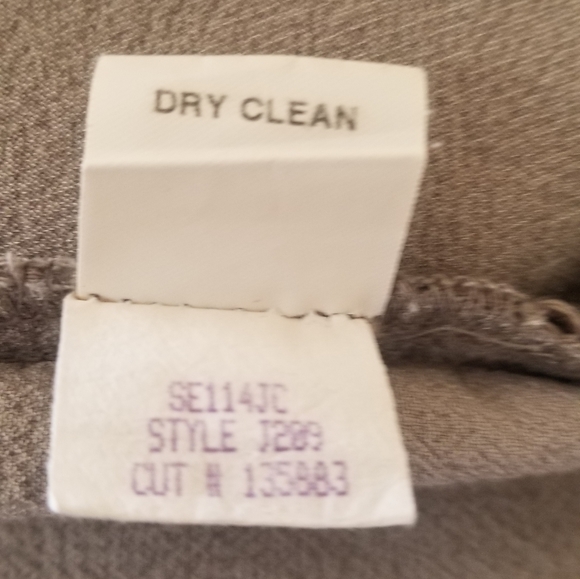 DRY CLEAN
SE114JC
STYLE J209
CUT # 135883